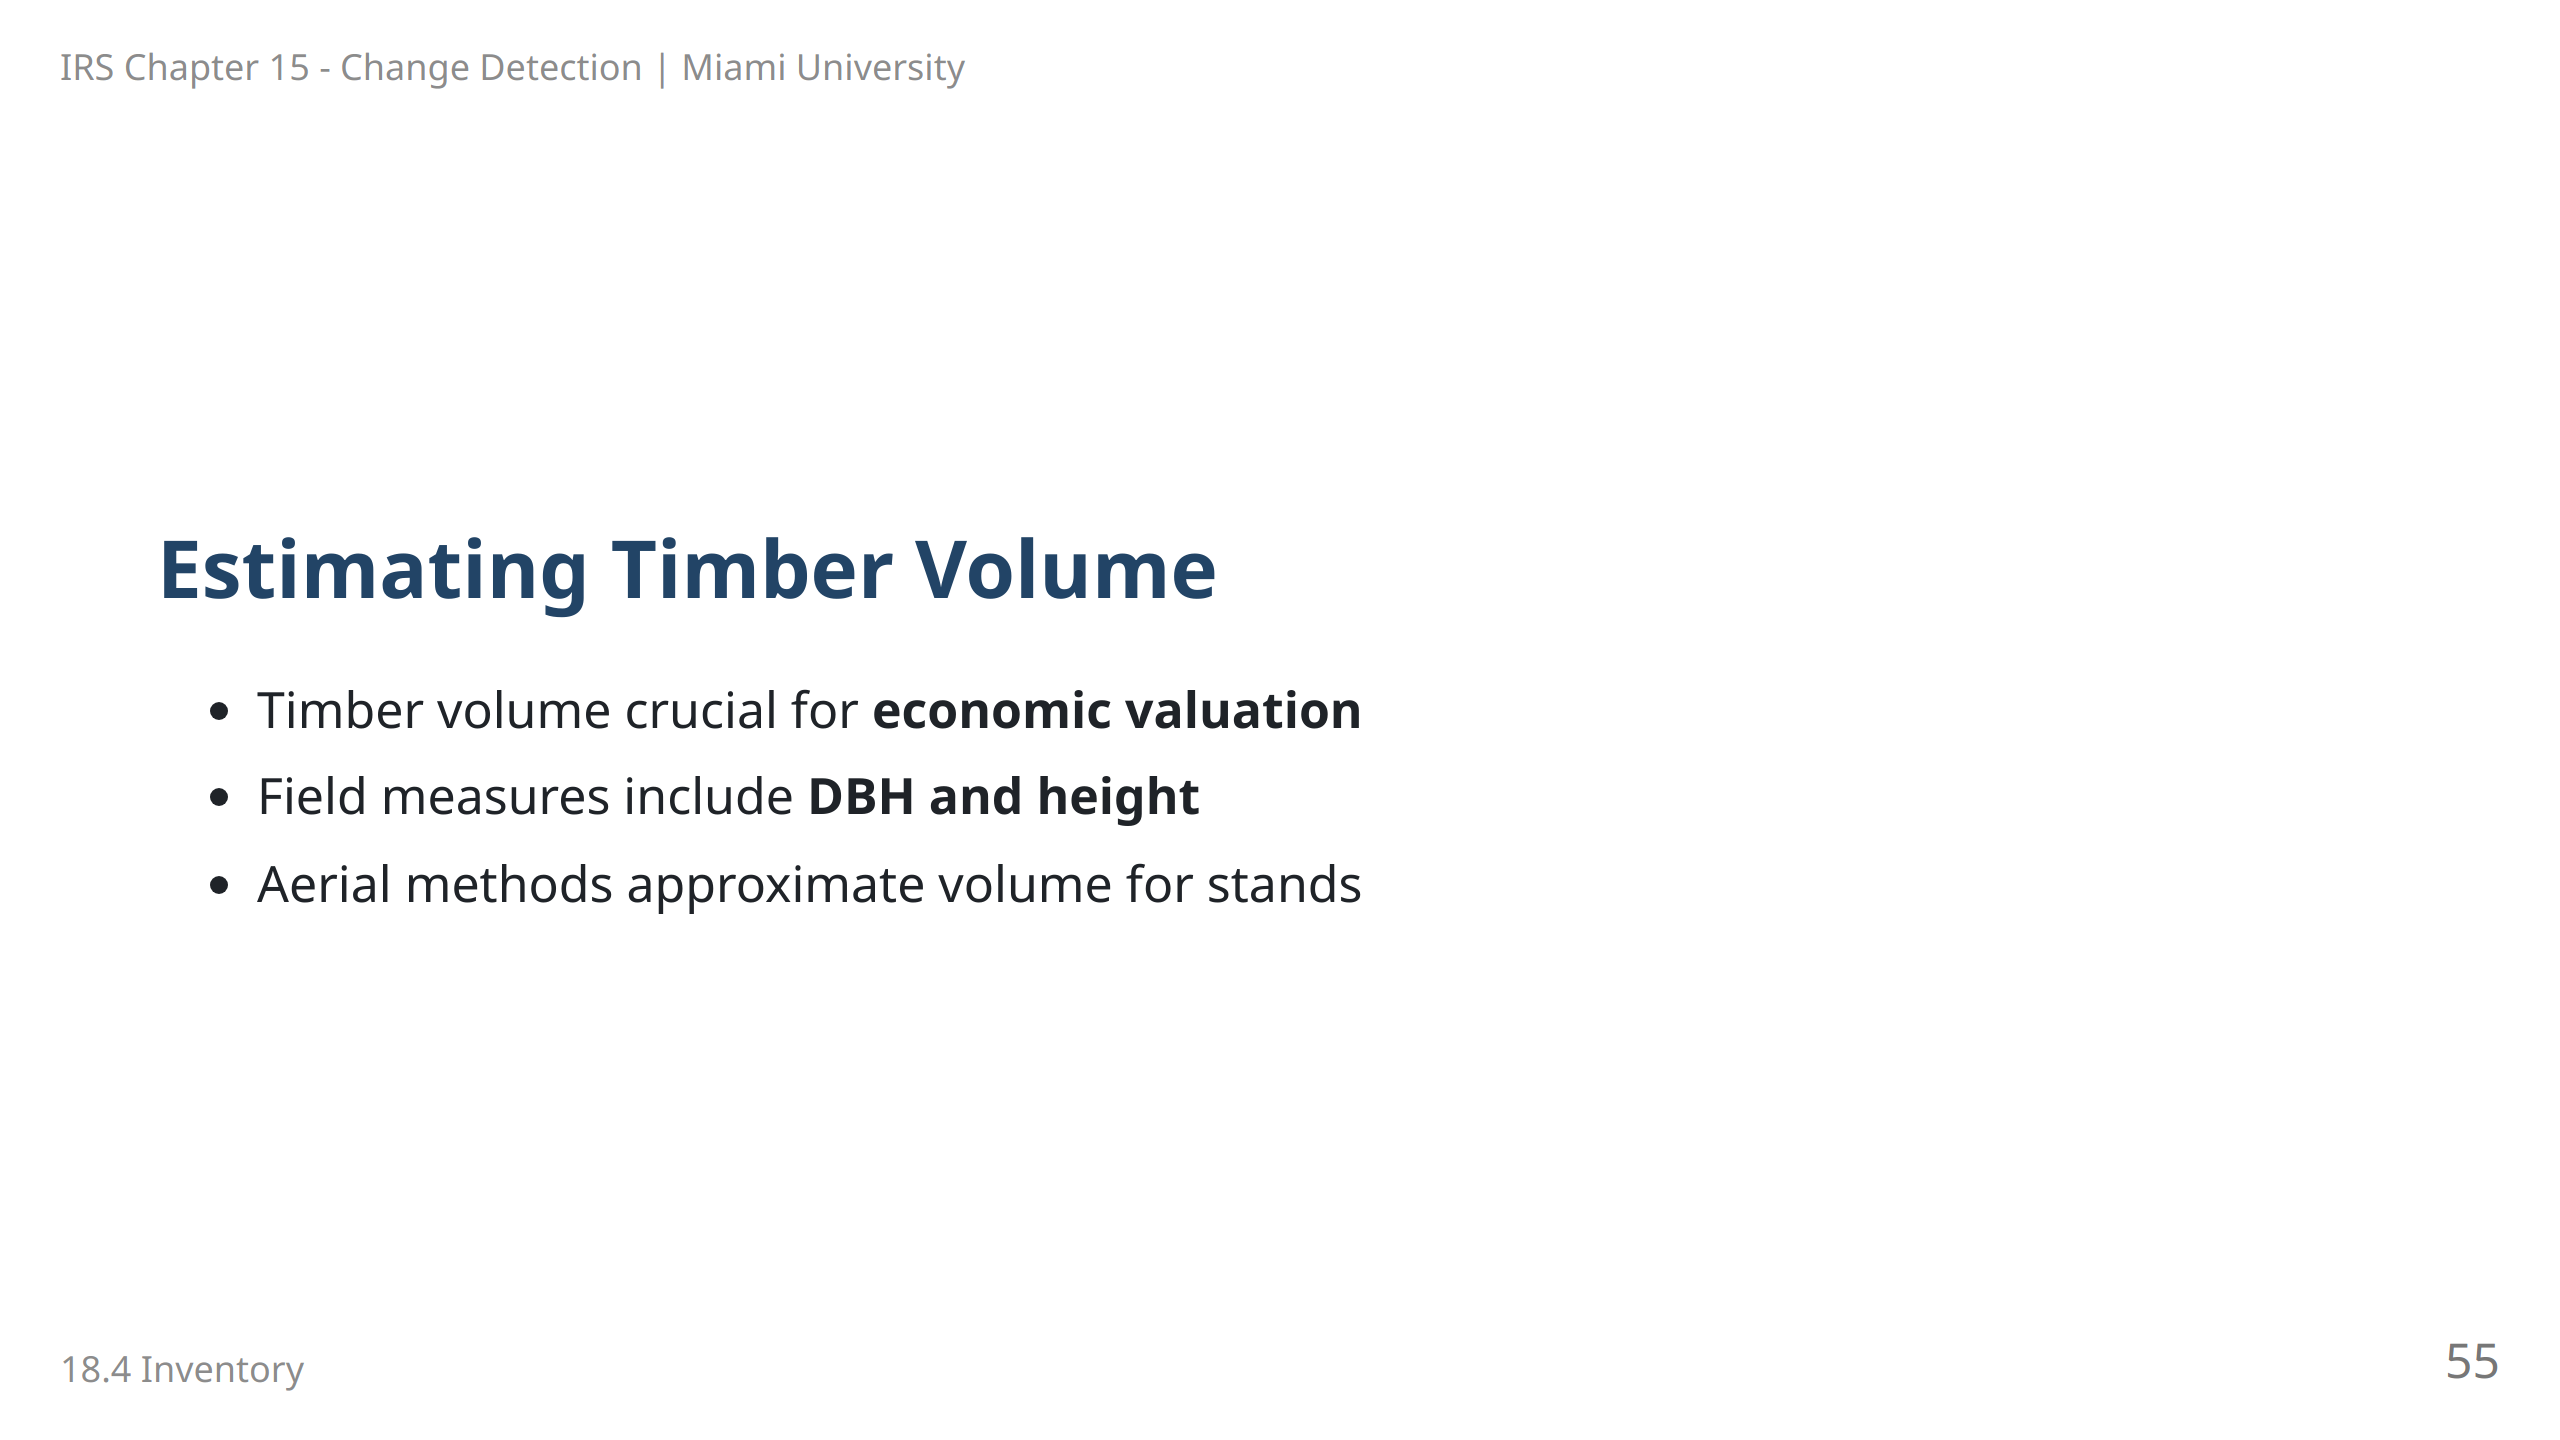 IRS Chapter 15 - Change Detection | Miami University
Estimating Timber Volume
• Timber volume crucial for economic valuation
• Field measures include DBH and height
• Aerial methods approximate volume for stands
18.4 Inventory
55